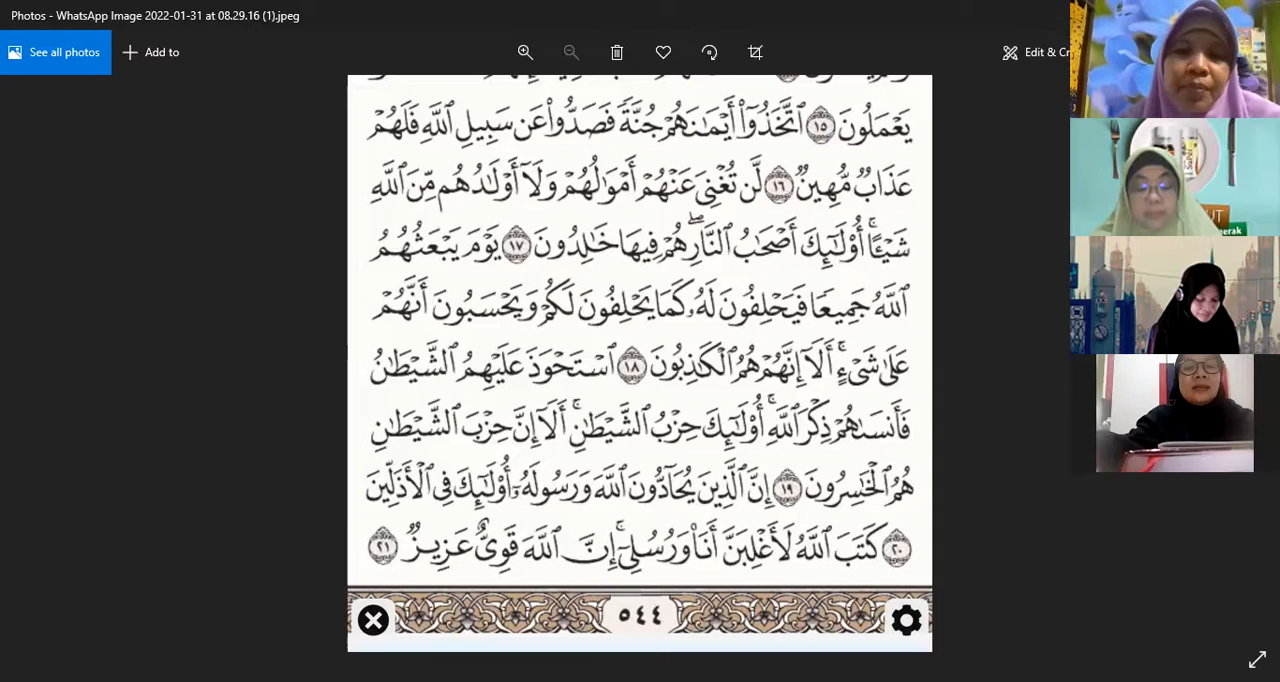 Photos - WhatsApp Image 2022-01-31 at 08.29.16 (1).jpeg
See all photos
Add to
Edit & Cr
يَعْمَلُونَ ١٥ ٱتَّخَذُوٓا۟ أَيْمَـٰنَهُمْ جُنَّةً فَصَدُّوا۟ عَن سَبِيلِ ٱللَّهِ فَلَهُمْ
عَذَابٌ مُّهِينٌ ١٦ لَّن تُغْنِىَ عَنْهُمْ أَمْوَٰلُهُمْ وَلَآ أَوْلَـٰدُهُم مِّنَ ٱللَّهِ
شَيْـًٔا ۚ أُو۟لَـٰٓئِكَ أَصْحَـٰبُ ٱلنَّارِ ۖ هُمْ فِيهَا خَـٰلِدُونَ ١٧ يَوْمَ يَبْعَثُهُمُ
ٱللَّهُ جَمِيعًا فَيَحْلِفُونَ لَهُۥ كَمَا يَحْلِفُونَ لَكُمْ وَيَحْسَبُونَ أَنَّهُمْ
عَلَىٰ شَىْءٍ ۚ أَلَآ إِنَّهُمْ هُمُ ٱلْكَـٰذِبُونَ ١٨ ٱسْتَحْوَذَ عَلَيْهِمُ ٱلشَّيْطَـٰنُ
فَأَنسَىٰهُمْ ذِكْرَ ٱللَّهِ ۚ أُو۟لَـٰٓئِكَ حِزْبُ ٱلشَّيْطَـٰنِ ۚ أَلَآ إِنَّ حِزْبَ ٱلشَّيْطَـٰنِ
هُمُ ٱلْخَـٰسِرُونَ ١٩ إِنَّ ٱلَّذِينَ يُحَآدُّونَ ٱللَّهَ وَرَسُولَهُۥٓ أُو۟لَـٰٓئِكَ فِى ٱلْأَذَلِّينَ
٢٠ كَتَبَ ٱللَّهُ لَأَغْلِبَنَّ أَنَا۠ وَرُسُلِىٓ ۚ إِنَّ ٱللَّهَ قَوِىٌّ عَزِيزٌ ٢١
٥٤٤